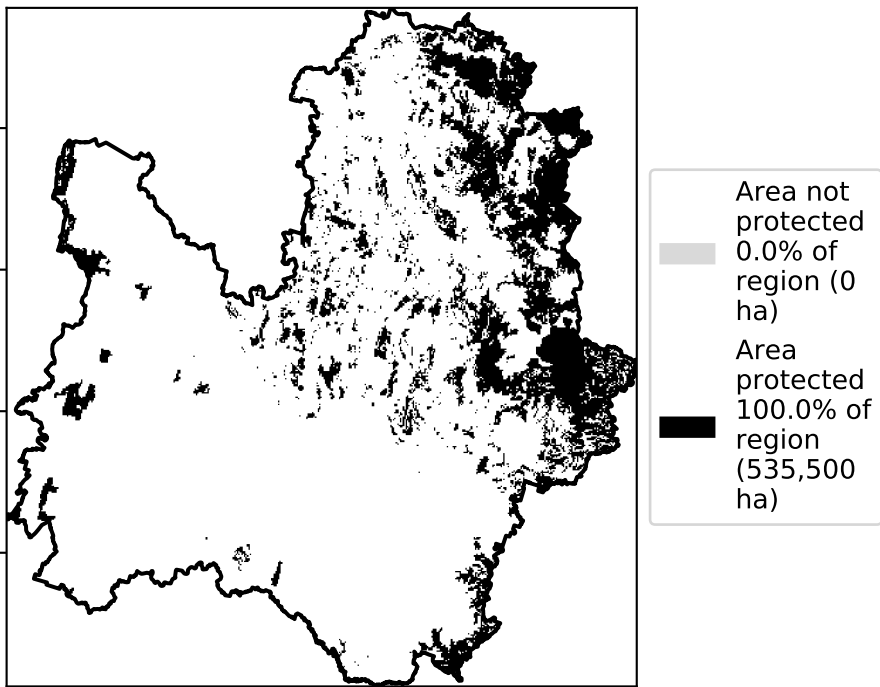 Area not
protected
0.0% of
region (0
ha)
Area
protected
100.0% of
region
(535,500
ha)